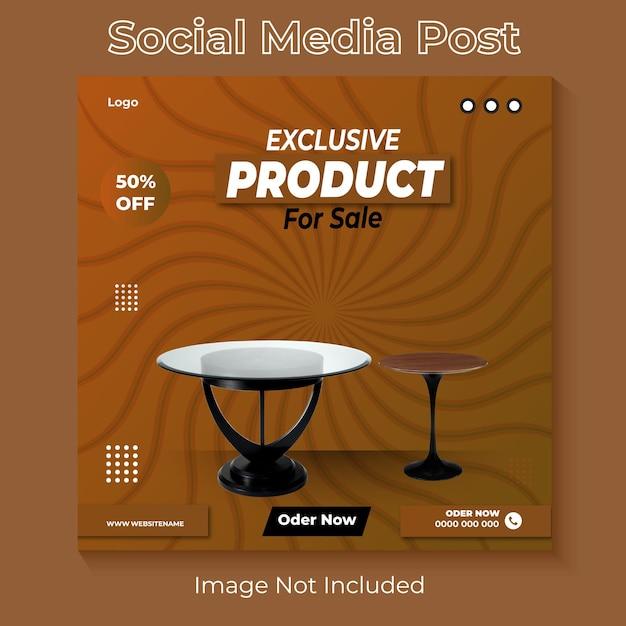 Social Media Post
Logo
EXCLUSIVE
PRODUCT
For Sale
50%
OFF
WWW.WEBSITENAME
Oder Now
ODER NOW
0000 000 000
Image Not Included